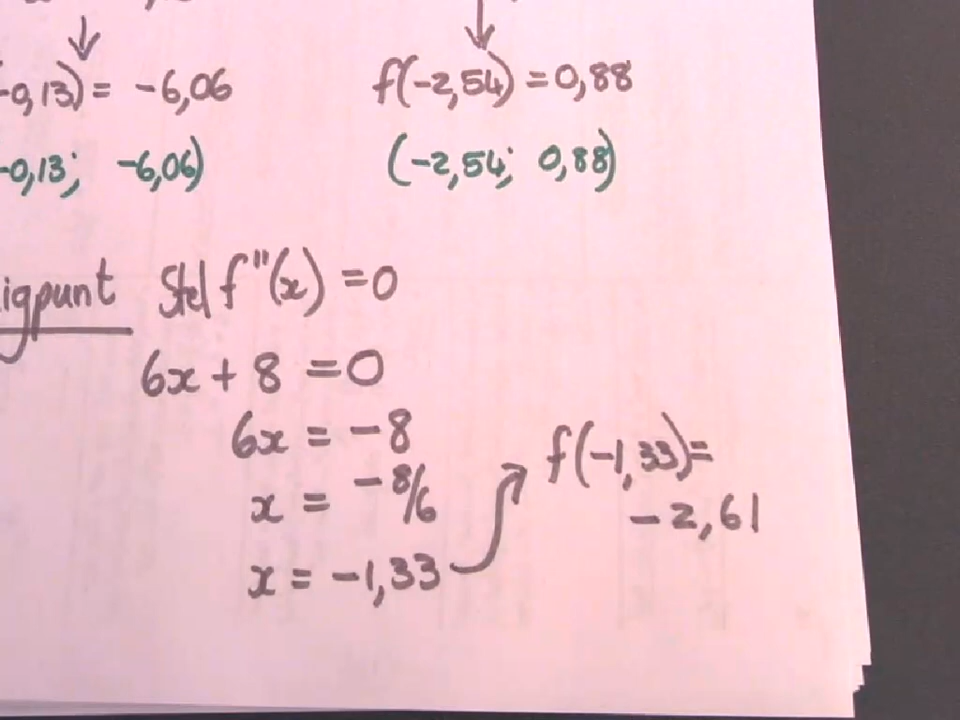 -0,13) = -6,06
f(-2,54) = 0,88
-0,13; -6,06)
(-2,54; 0,88)
igpunt Stel f''(x) = 0
6x + 8 = 0
6x = -8
x = -8/6
x = -1,33
f(-1,33) =
-2,61